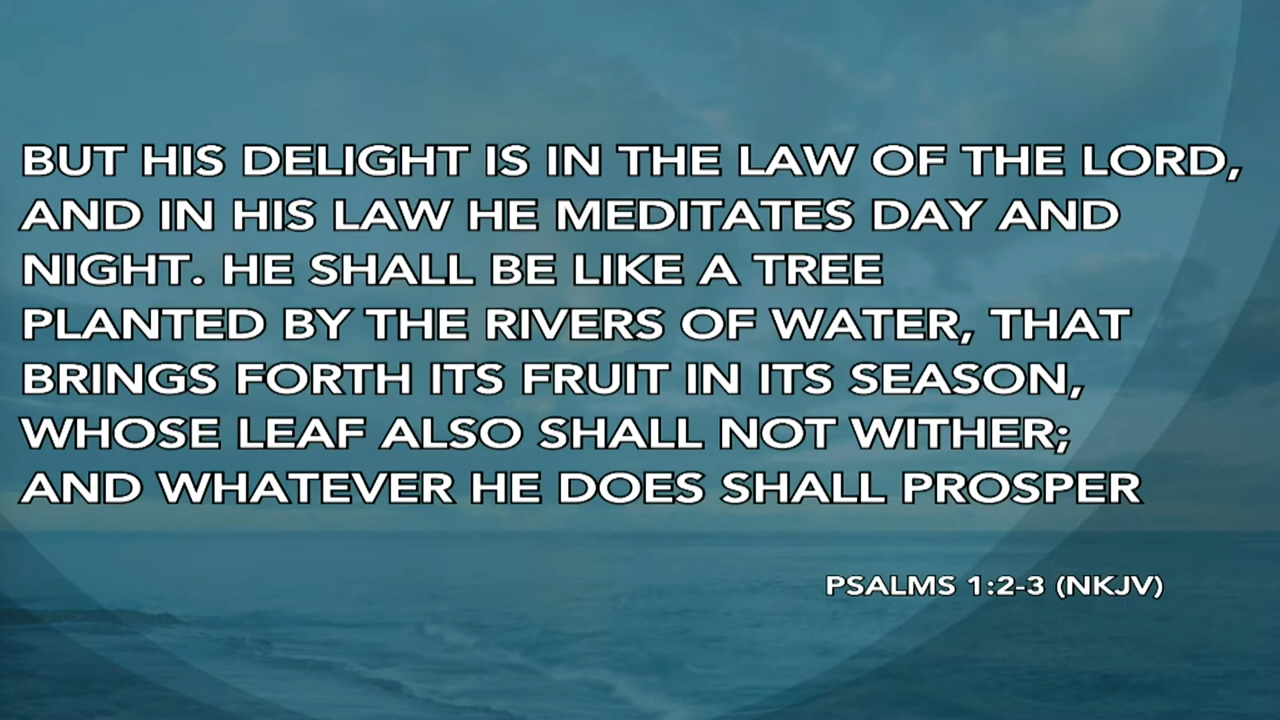 BUT HIS DELIGHT IS IN THE LAW OF THE LORD,
AND IN HIS LAW HE MEDITATES DAY AND
NIGHT. HE SHALL BE LIKE A TREE
PLANTED BY THE RIVERS OF WATER, THAT
BRINGS FORTH ITS FRUIT IN ITS SEASON,
WHOSE LEAF ALSO SHALL NOT WITHER;
AND WHATEVER HE DOES SHALL PROSPER
PSALMS 1:2-3 (NKJV)